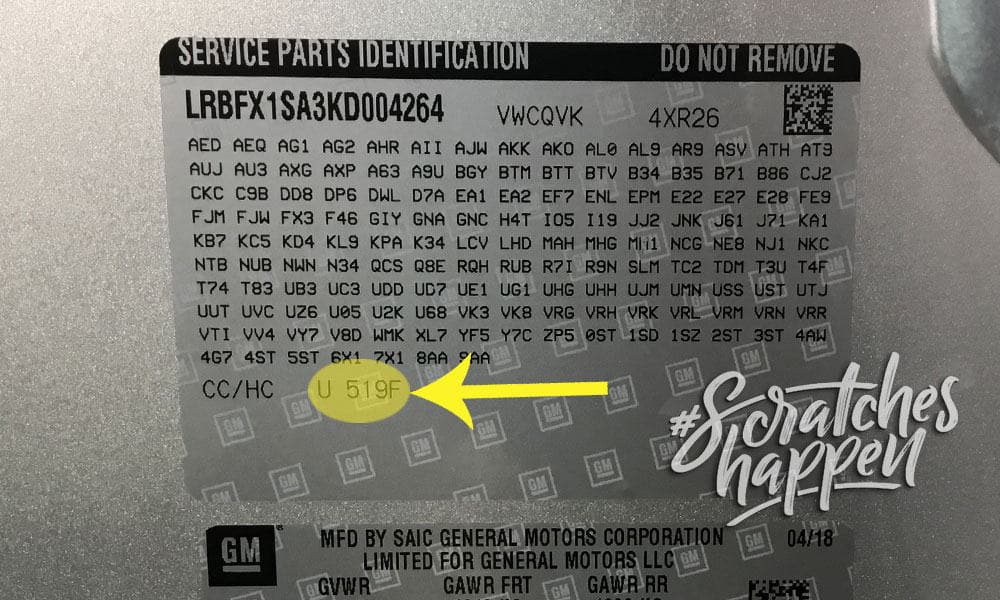 SERVICE PARTS IDENTIFICATION DO NOT REMOVE
LRBFX1SA3KD004264 VWCQVK 4XR26
AED AEQ AG1 AG2 AHR AII AJW AKK AKO AL0 AL9 AR9 ASV ATH AT9
AUJ AU3 AXG AXP A63 A9U BGY BTM BTT BTV B34 B35 B71 B86 CJ2
CKC C9B DD8 DP6 DWL D7A EA1 EA2 EF7 ENL EPM E22 E27 E28 FE9
FJM FJW FX3 F46 GIY GNA GNC H4T IO5 I19 JJ2 JNK J61 J71 KA1
KB7 KC5 KD4 KL9 KPA K34 LCV LHD MAH MHG NCG NE8 NJ1 NKC
NTB NUB NWN N34 QCS Q8E RQH RUB R7I R9N SLM TC2 TDM T3U T4F
T74 T83 UB3 UC3 UDD UD7 UE1 UG1 UHG UHH UJM UMN USS UST UTJ
UUT UVC UZ6 U05 U2K U68 VK3 VK8 VRG VRH VRK VRL VRM VRN VRR
VTI VV4 VY7 V8D WMK XL7 YF5 Y7C ZP5 0ST 1SD 1SZ 2ST 3ST 4AW
4G7 4ST 5ST 6X1 7X1 8AA 9AA
CC/HC U 519F
#Scratches
happen
GM MFD BY SAIC GENERAL MOTORS CORPORATION 04/18
LIMITED FOR GENERAL MOTORS LLC
GVWR GAWR FRT GAWR RR